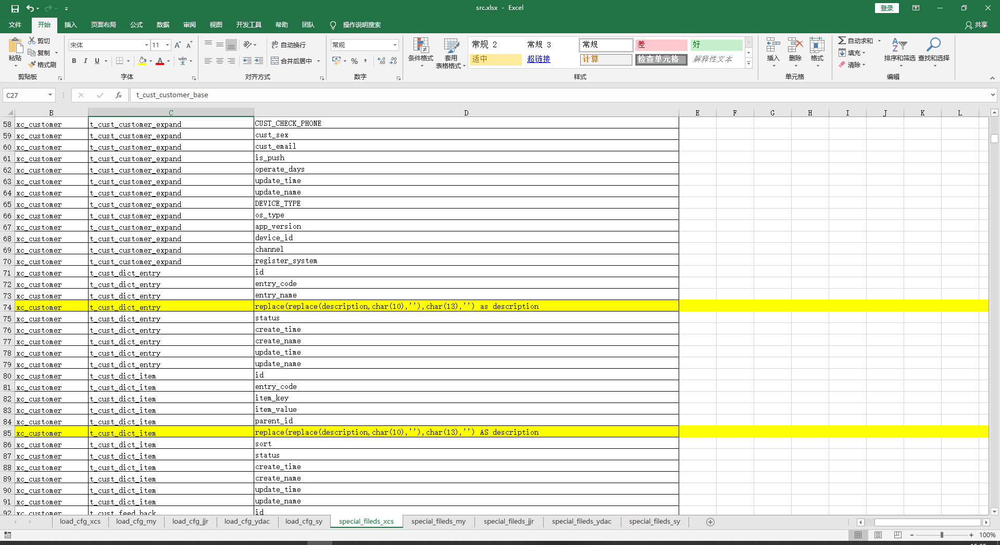 src.xlsx - Excel
登录
文件 开始 插入 页面布局 公式 数据 审阅 视图 开发工具 帮助 团队 操作说明搜索 共享
粘贴 剪切 复制 格式刷 剪贴板
宋体 11 A A B I U A wén 文 字体
ab 自动换行 合并后居中 对齐方式
常规 % , 数字
条件格式 套用 表格格式
常规 2 常规 3 常规 差 好
适中 超链接 计算 检查单元格 解释性文本
样式
插入 删除 格式 单元格
自动求和 填充 清除 排序和筛选 查找和选择 编辑
C27 fx t_cust_customer_base
B C D E F G H I J K L
58 xc_customer t_cust_customer_expand CUST_CHECK_PHONE
59 xc_customer t_cust_customer_expand cust_sex
60 xc_customer t_cust_customer_expand cust_email
61 xc_customer t_cust_customer_expand is_push
62 xc_customer t_cust_customer_expand operate_days
63 xc_customer t_cust_customer_expand update_time
64 xc_customer t_cust_customer_expand update_name
65 xc_customer t_cust_customer_expand DEVICE_TYPE
66 xc_customer t_cust_customer_expand os_type
67 xc_customer t_cust_customer_expand app_version
68 xc_customer t_cust_customer_expand device_id
69 xc_customer t_cust_customer_expand channel
70 xc_customer t_cust_customer_expand register_system
71 xc_customer t_cust_dict_entry id
72 xc_customer t_cust_dict_entry entry_code
73 xc_customer t_cust_dict_entry entry_name
74 xc_customer t_cust_dict_entry replace(replace(description,char(10),''),char(13),'') as description
75 xc_customer t_cust_dict_entry status
76 xc_customer t_cust_dict_entry create_time
77 xc_customer t_cust_dict_entry create_name
78 xc_customer t_cust_dict_entry update_time
79 xc_customer t_cust_dict_entry update_name
80 xc_customer t_cust_dict_item id
81 xc_customer t_cust_dict_item entry_code
82 xc_customer t_cust_dict_item item_key
83 xc_customer t_cust_dict_item item_value
84 xc_customer t_cust_dict_item parent_id
85 xc_customer t_cust_dict_item replace(replace(description,char(10),''),char(13),'') AS description
86 xc_customer t_cust_dict_item sort
87 xc_customer t_cust_dict_item status
88 xc_customer t_cust_dict_item create_time
89 xc_customer t_cust_dict_item create_name
90 xc_customer t_cust_dict_item update_time
91 xc_customer t_cust_dict_item update_name
92 xc_customer t_cust_feed_back id
load_cfg_xcs load_cfg_my load_cfg_jjr load_cfg_ydac load_cfg_sy special_fileds_xcs special_fileds_my special_fileds_jjr special_fileds_ydac special_fileds_sy
100%